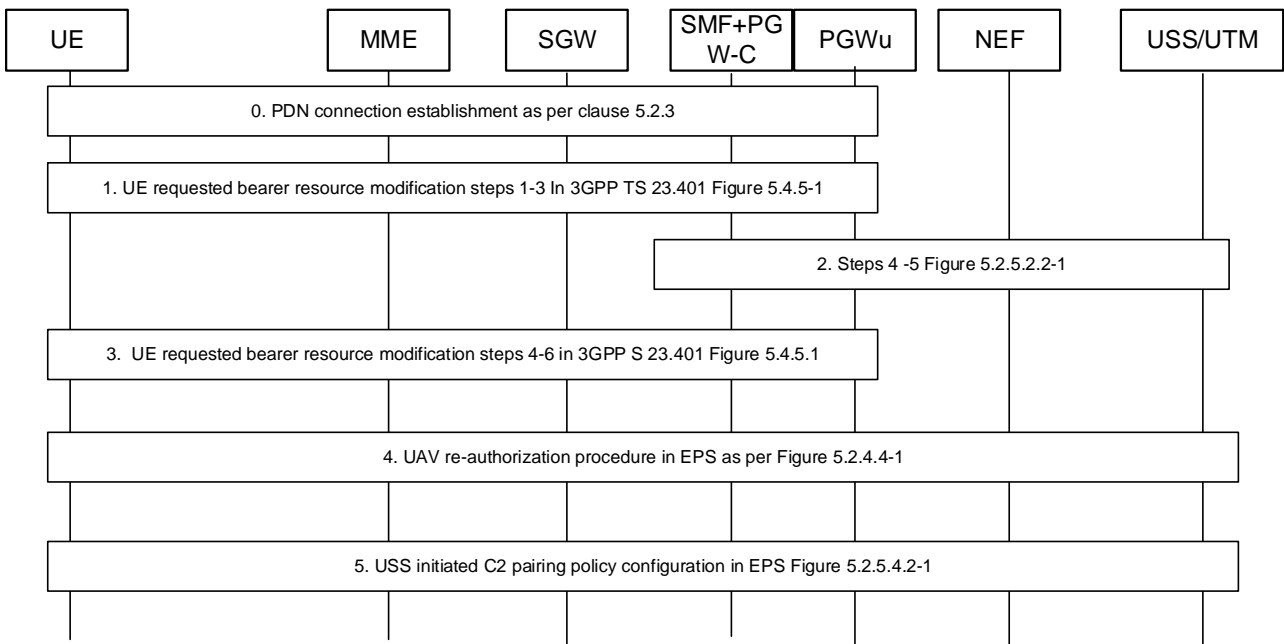 UE
MME
SGW
SMF+PG
W-C
PGWu
NEF
USS/UTM
0. PDN connection establishment as per clause 5.2.3
1. UE requested bearer resource modification steps 1-3 In 3GPP TS 23.401 Figure 5.4.5-1
2. Steps 4 -5 Figure 5.2.5.2.2-1
3.  UE requested bearer resource modification steps 4-6 in 3GPP S 23.401 Figure 5.4.5.1
4. UAV re-authorization procedure in EPS as per Figure 5.2.4.4-1
5. USS initiated C2 pairing policy configuration in EPS Figure 5.2.5.4.2-1